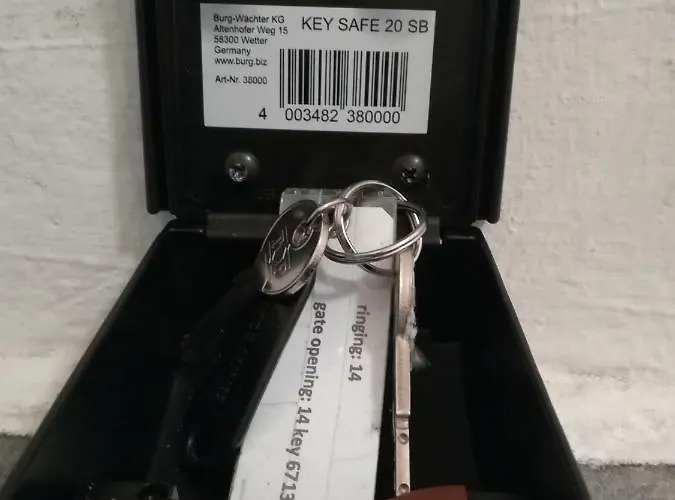 Burg-Wächter KG
Altenhofer Weg 15
58300 Wetter
Germany
www.burg.biz
Art-Nr. 38000
KEY SAFE 20 SB
4 003482 380000
ringing: 14
gate opening: 14 key 6713